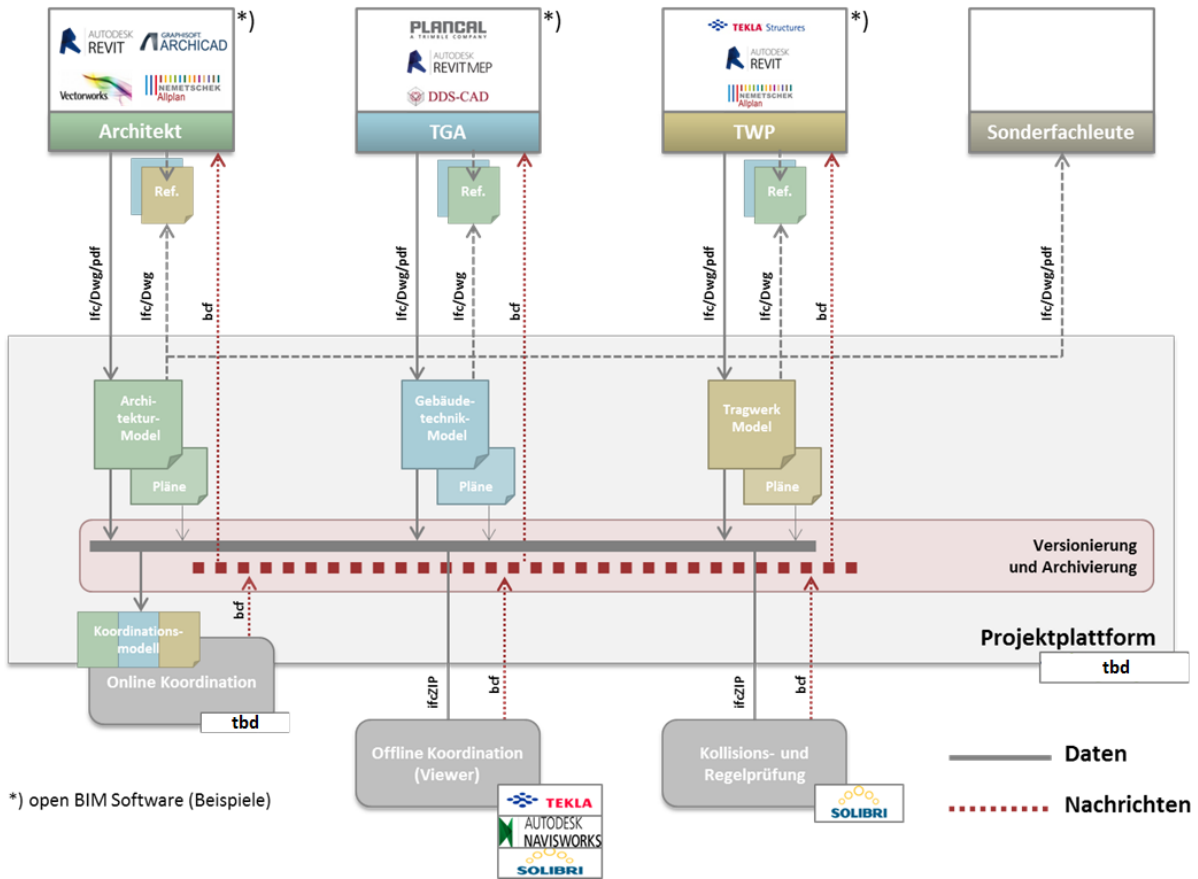 *)
*)
*)
AUTODESK
REVIT
GRAPHISOFT
ARCHICAD
Vectorworks
NEMETSCHEK
Allplan
PLANCAL
A TRIMBLE COMPANY
AUTODESK
REVIT MEP
DDS-CAD
TEKLA Structures
AUTODESK
REVIT
NEMETSCHEK
Allplan
Architekt
TGA
TWP
Sonderfachleute
Ref.
Ref.
Ref.
Ifc/Dwg/pdf
Ifc/Dwg
bcf
Ifc/Dwg/pdf
Ifc/Dwg
bcf
Ifc/Dwg/pdf
Ifc/Dwg
bcf
Ifc/Dwg/pdf
Archi-
tektur-
Model
Pläne
Gebäude-
technik-
Model
Pläne
Tragwerk
Model
Pläne
Versionierung
und Archivierung
bcf
Koordinations-
modell
Online Koordination
tbd
Projektplattform
tbd
ifcZIP
bcf
ifcZIP
bcf
Offline Koordination
(Viewer)
TEKLA
AUTODESK
NAVISWORKS
SOLIBRI
Kollisions- und
Regelprüfung
SOLIBRI
Daten
Nachrichten
*) open BIM Software (Beispiele)